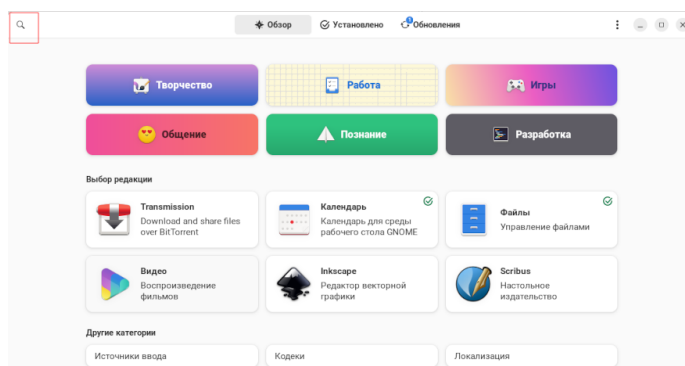 Обзор
Установлено
1
Обновления
Творчество
Работа
Игры
Общение
Познание
Разработка
Выбор редакции
Transmission
Download and share files
over BitTorrent
Календарь
Календарь для среды
рабочего стола GNOME
Файлы
Управление файлами
Видео
Воспроизведение
фильмов
Inkscape
Редактор векторной
графики
Scribus
Настольное
издательство
Другие категории
Источники ввода
Кодеки
Локализация